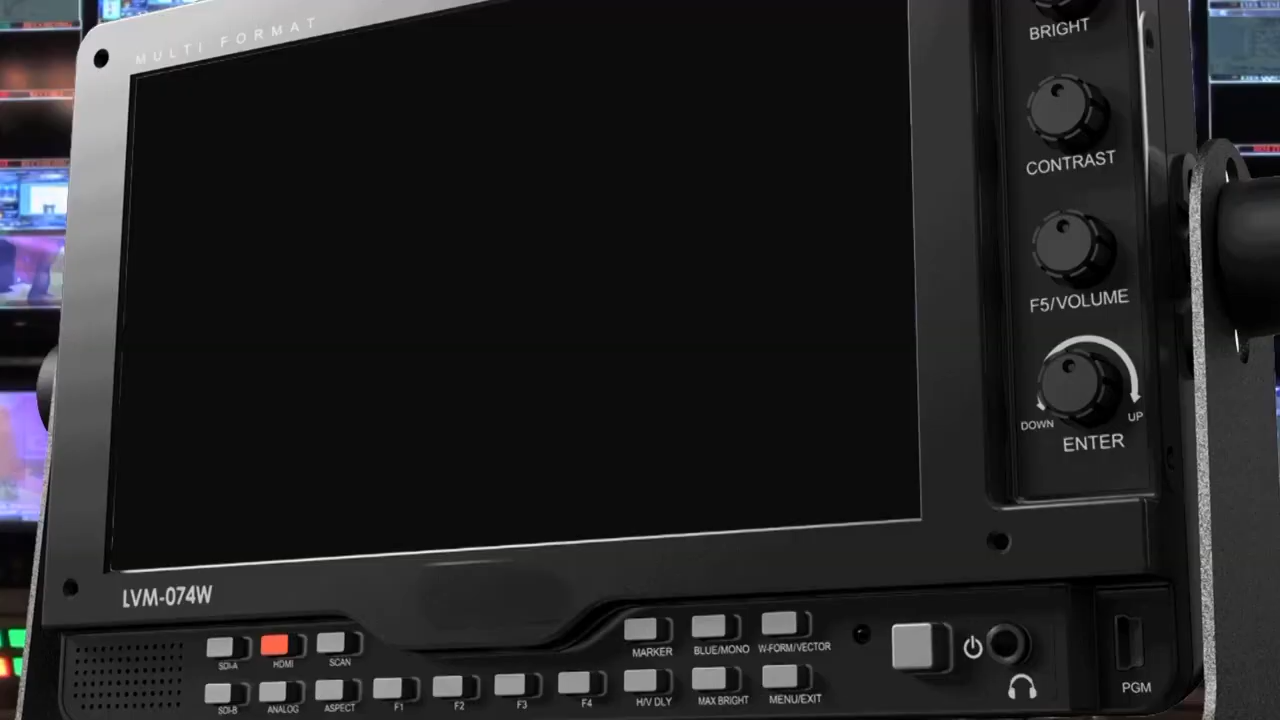 MULTI FORMAT
BRIGHT
CONTRAST
F5/VOLUME
DOWN
UP
ENTER
LVM-074W
SDI-A
HDMI
SCAN
MARKER
BLUE/MONO
W-FORM/VECTOR
SDI-B
ANALOG
ASPECT
F1
F2
F3
F4
H/V DLY
MAX BRIGHT
MENU/EXIT
PGM